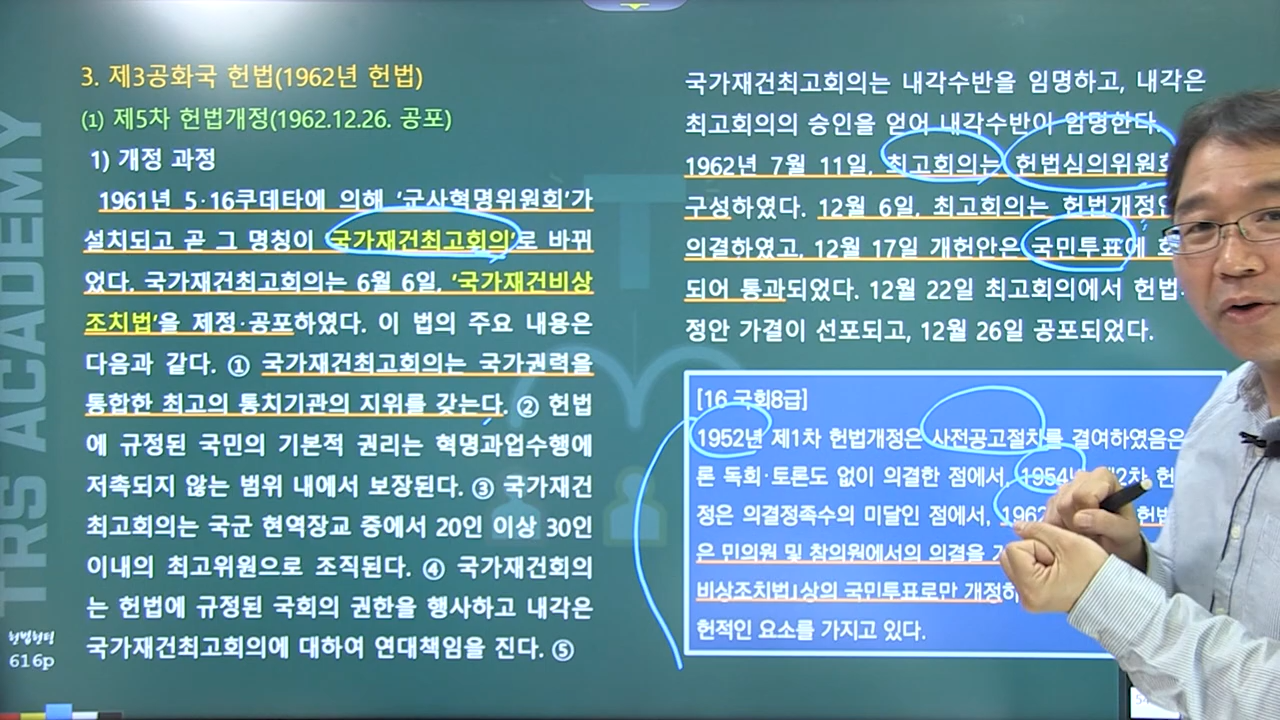 3. 제3공화국 헌법(1962년 헌법)
(1) 제5차 헌법개정(1962.12.26. 공포)
1) 개정 과정
1961년 5·16쿠데타에 의해 '군사혁명위원회'가
설치되고 곧 그 명칭이 '국가재건최고회의'로 바뀌
었다. 국가재건최고회의는 6월 6일, '국가재건비상
조치법'을 제정·공포하였다. 이 법의 주요 내용은
다음과 같다. ① 국가재건최고회의는 국가권력을
통합한 최고의 통치기관의 지위를 갖는다. ② 헌법
에 규정된 국민의 기본적 권리는 혁명과업수행에
저촉되지 않는 범위 내에서 보장된다. ③ 국가재건
최고회의는 국군 현역장교 중에서 20인 이상 30인
이내의 최고위원으로 조직된다. ④ 국가재건회의
는 헌법에 규정된 국회의 권한을 행사하고 내각은
국가재건최고회의에 대하여 연대책임을 진다. ⑤
국가재건최고회의는 내각수반을 임명하고, 내각은
최고회의의 승인을 얻어 내각수반이 임명한다.
1962년 7월 11일, 최고회의는 헌법심의위원회
구성하였다. 12월 6일, 최고회의는 헌법개정안
의결하였고, 12월 17일 개헌안은 국민투표에
되어 통과되었다. 12월 22일 최고회의에서 헌법
정안 가결이 선포되고, 12월 26일 공포되었다.
[16 국회8급]
1952년 제1차 헌법개정은 사전공고절차를 결여하였음은
론 독회·토론도 없이 의결한 점에서, 1954년 제2차 헌
정은 의결정족수의 미달인 점에서, 1962 헌법
은 민의원 및 참의원에서의 의결을
비상조치법」상의 국민투표로만 개정하
헌적인 요소를 가지고 있다.
TRS ACADEMY
616p